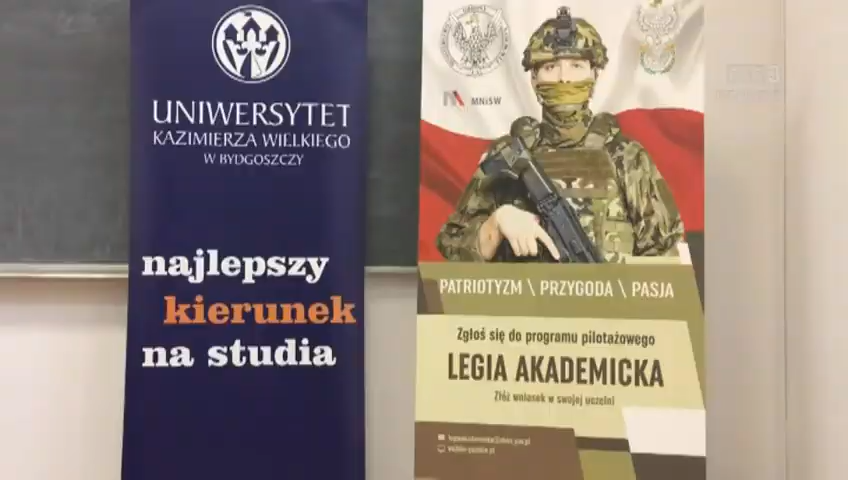 UNIWERSYTET
KAZIMIERZA WIELKIEGO
W BYDGOSZCZY
najlepszy
kierunek
na studia
MNiSW
PATRIOTYZM \ PRZYGODA \ PASJA
Zgłoś się do programu pilotażowego
LEGIA AKADEMICKA
Złóż wniosek w swojej uczelni